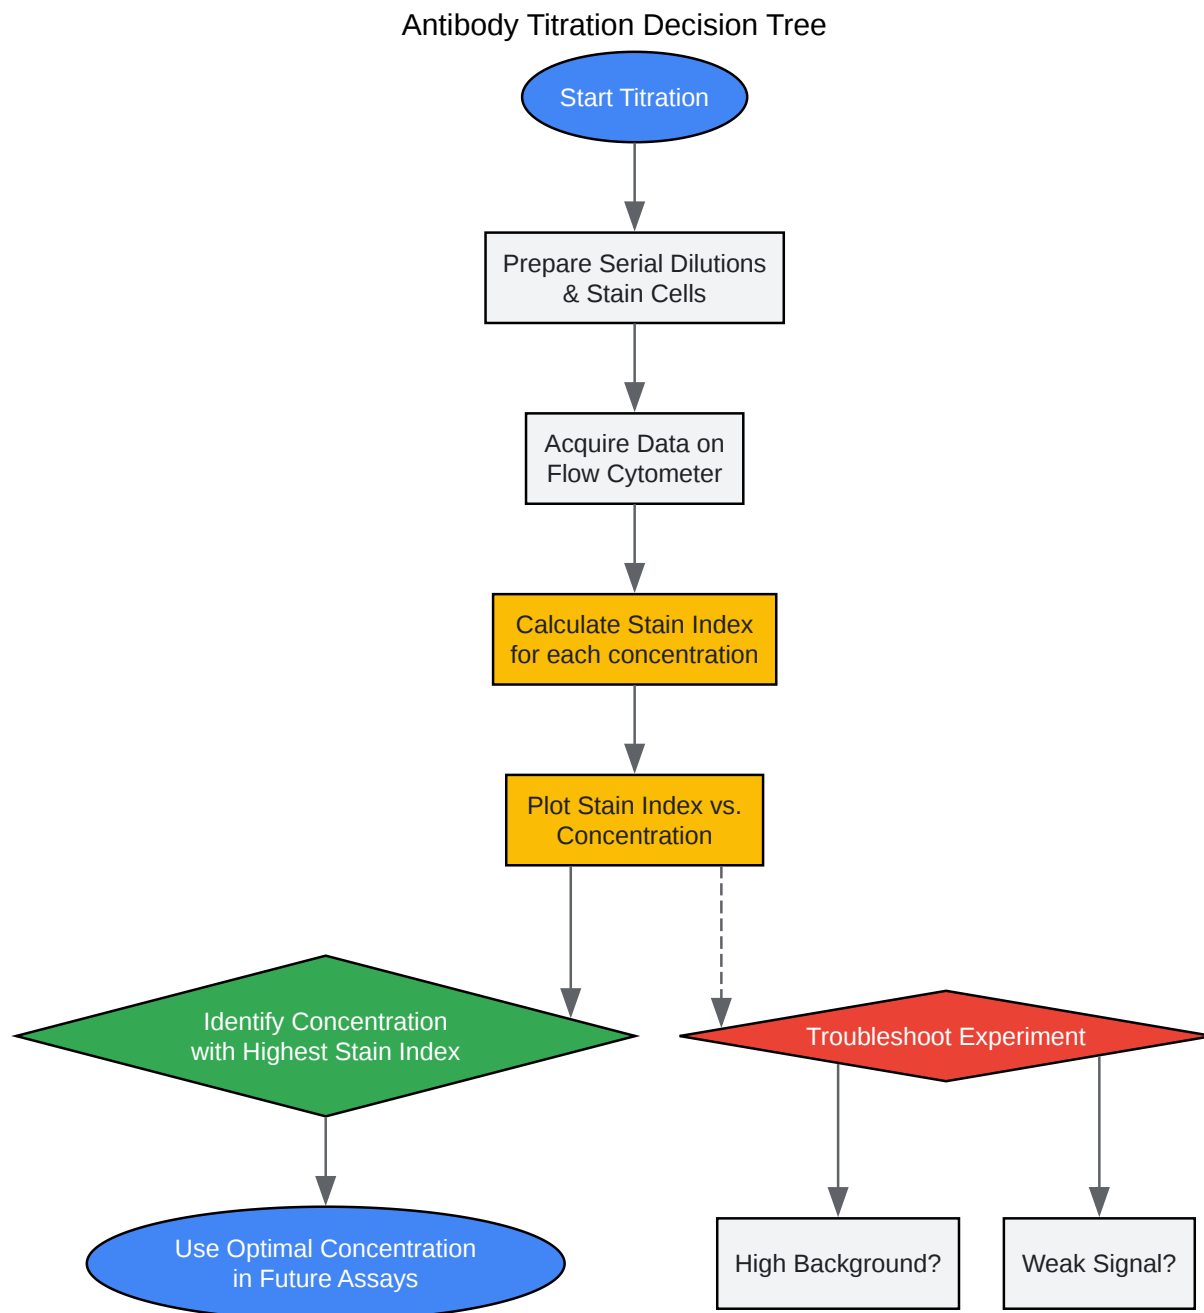 Antibody Titration Decision Tree
Start Titration
Prepare Serial Dilutions
& Stain Cells
Acquire Data on
Flow Cytometer
Calculate Stain Index
for each concentration
Plot Stain Index vs.
Concentration
Identify Concentration
with Highest Stain Index
Troubleshoot Experiment
Use Optimal Concentration
in Future Assays
High Background?
Weak Signal?